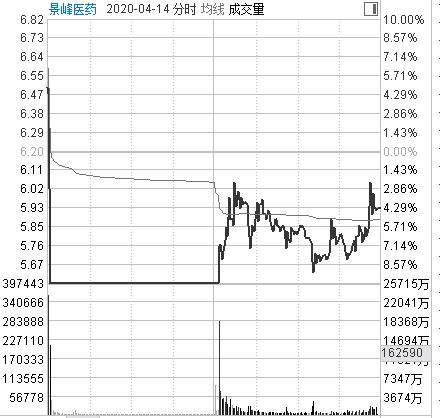 景峰医药 2020-04-14 分时 均线 成交量
6.82 10.00%
6.73 8.57%
6.64 7.14%
6.55 5.71%
6.47 4.29%
6.38 2.86%
6.29 1.43%
6.20 0.00%
6.11 1.43%
6.02 2.86%
5.93 4.29%
5.85 5.71%
5.76 7.14%
5.67 8.57%
397443 25715万
340666 22041万
283888 18368万
227110 14694万
162590
170333
113555 7347万
56778 3674万